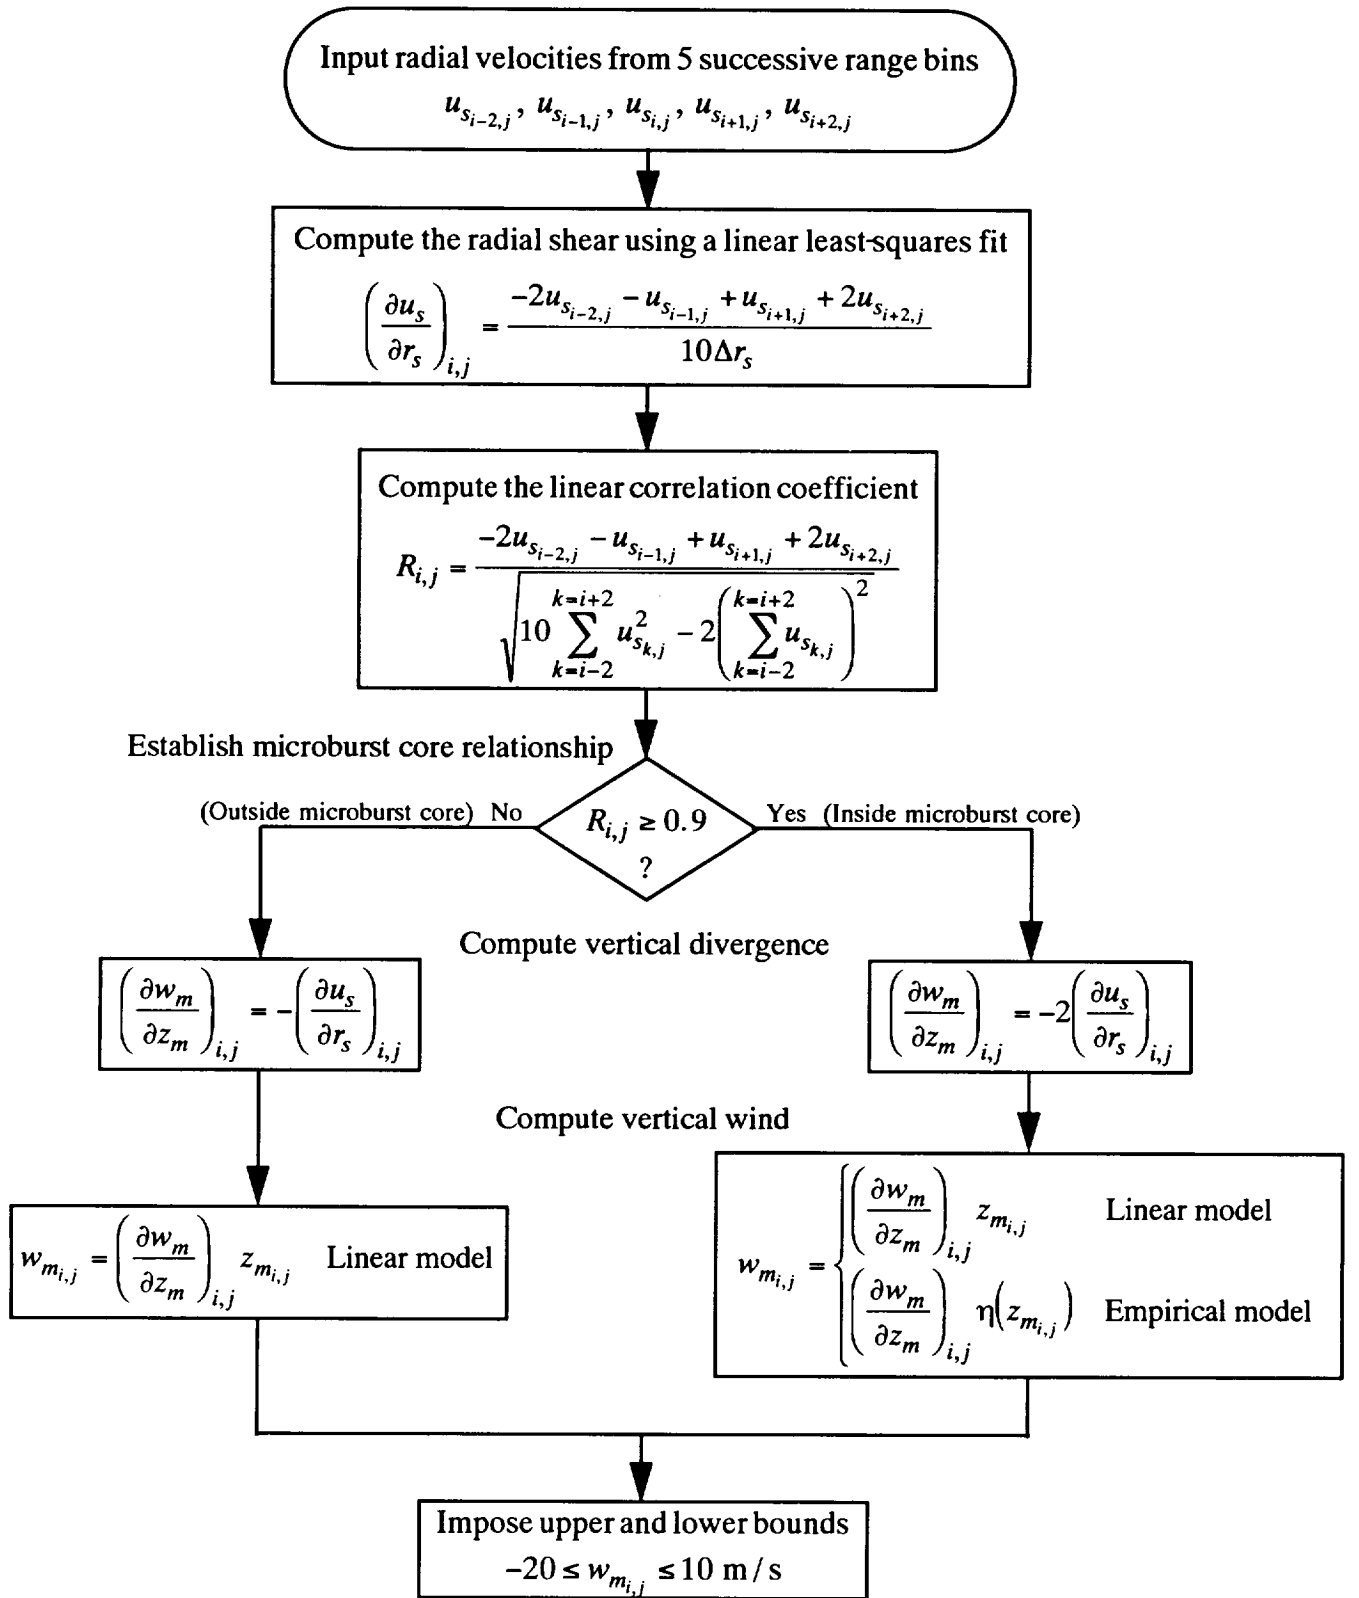 Input radial velocities from 5 successive range bins
u_{s_{i-2,j}}, u_{s_{i-1,j}}, u_{s_{i,j}}, u_{s_{i+1,j}}, u_{s_{i+2,j}}
Compute the radial shear using a linear least-squares fit
(∂u_s/∂r_s)_{i,j} = (-2u_{s_{i-2,j}} - u_{s_{i-1,j}} + u_{s_{i+1,j}} + 2u_{s_{i+2,j}}) / 10Δr_s
Compute the linear correlation coefficient
R_{i,j} = (-2u_{s_{i-2,j}} - u_{s_{i-1,j}} + u_{s_{i+1,j}} + 2u_{s_{i+2,j}}) / √(10 ∑_{k=i-2}^{k=i+2} u²_{s_{k,j}} - 2(∑_{k=i-2}^{k=i+2} u_{s_{k,j}})²)
Establish microburst core relationship
(Outside microburst core) No
R_{i,j} ≥ 0.9
?
Yes (Inside microburst core)
Compute vertical divergence
(∂w_m/∂z_m)_{i,j} = -(∂u_s/∂r_s)_{i,j}
(∂w_m/∂z_m)_{i,j} = -2(∂u_s/∂r_s)_{i,j}
Compute vertical wind
w_{m_{i,j}} = (∂w_m/∂z_m)_{i,j} z_{m_{i,j}} Linear model
w_{m_{i,j}} = { (∂w_m/∂z_m)_{i,j} z_{m_{i,j}} Linear model
(∂w_m/∂z_m)_{i,j} η(z_{m_{i,j}}) Empirical model
Impose upper and lower bounds
-20 ≤ w_{m_{i,j}} ≤ 10 m/s